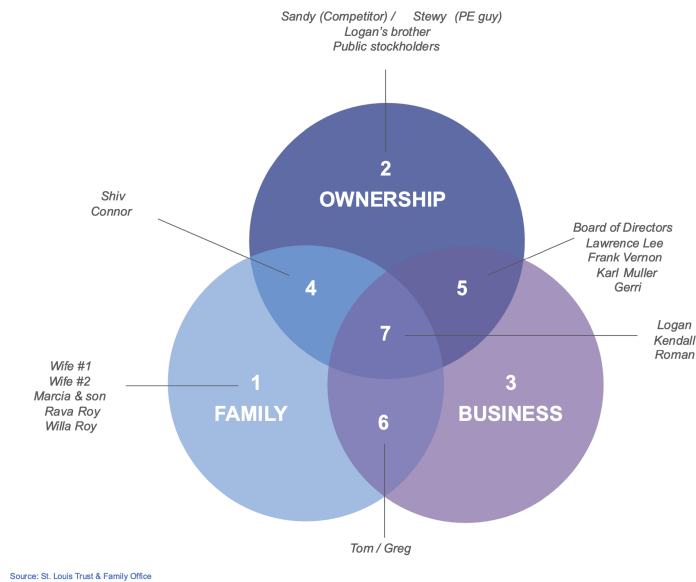 Sandy (Competitor) / Stewy (PE guy)
Logan's brother
Public stockholders
2
OWNERSHIP
Shiv
Connor
Board of Directors
Lawrence Lee
Frank Vernon
Karl Muller
Gerri
4
5
7
Logan
Kendall
Roman
Wife #1
Wife #2
Marcia & son
Rava Roy
Willa Roy
1
FAMILY
3
BUSINESS
6
Tom / Greg
Source: St. Louis Trust & Family Office